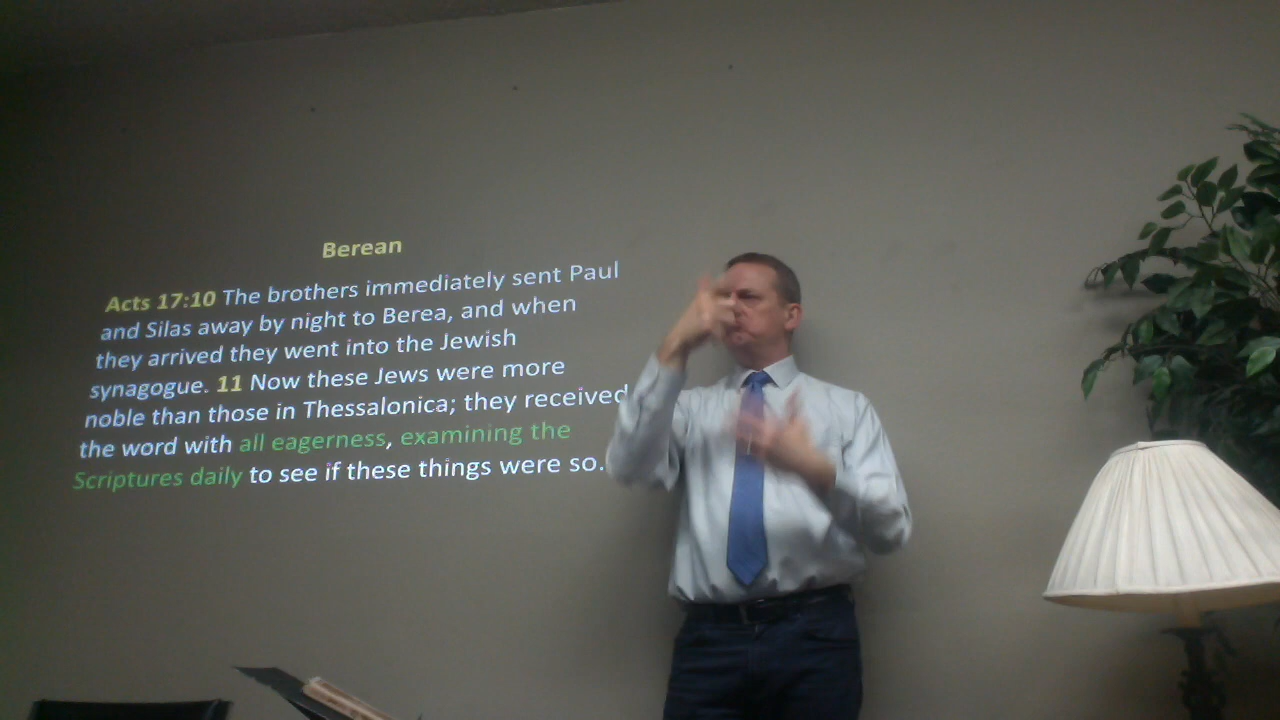 Berean
Acts 17:10 The brothers immediately sent Paul
and Silas away by night to Berea, and when
they arrived they went into the Jewish
synagogue. 11 Now these Jews were more
noble than those in Thessalonica; they received
the word with all eagerness, examining the
Scriptures daily to see if these things were so.